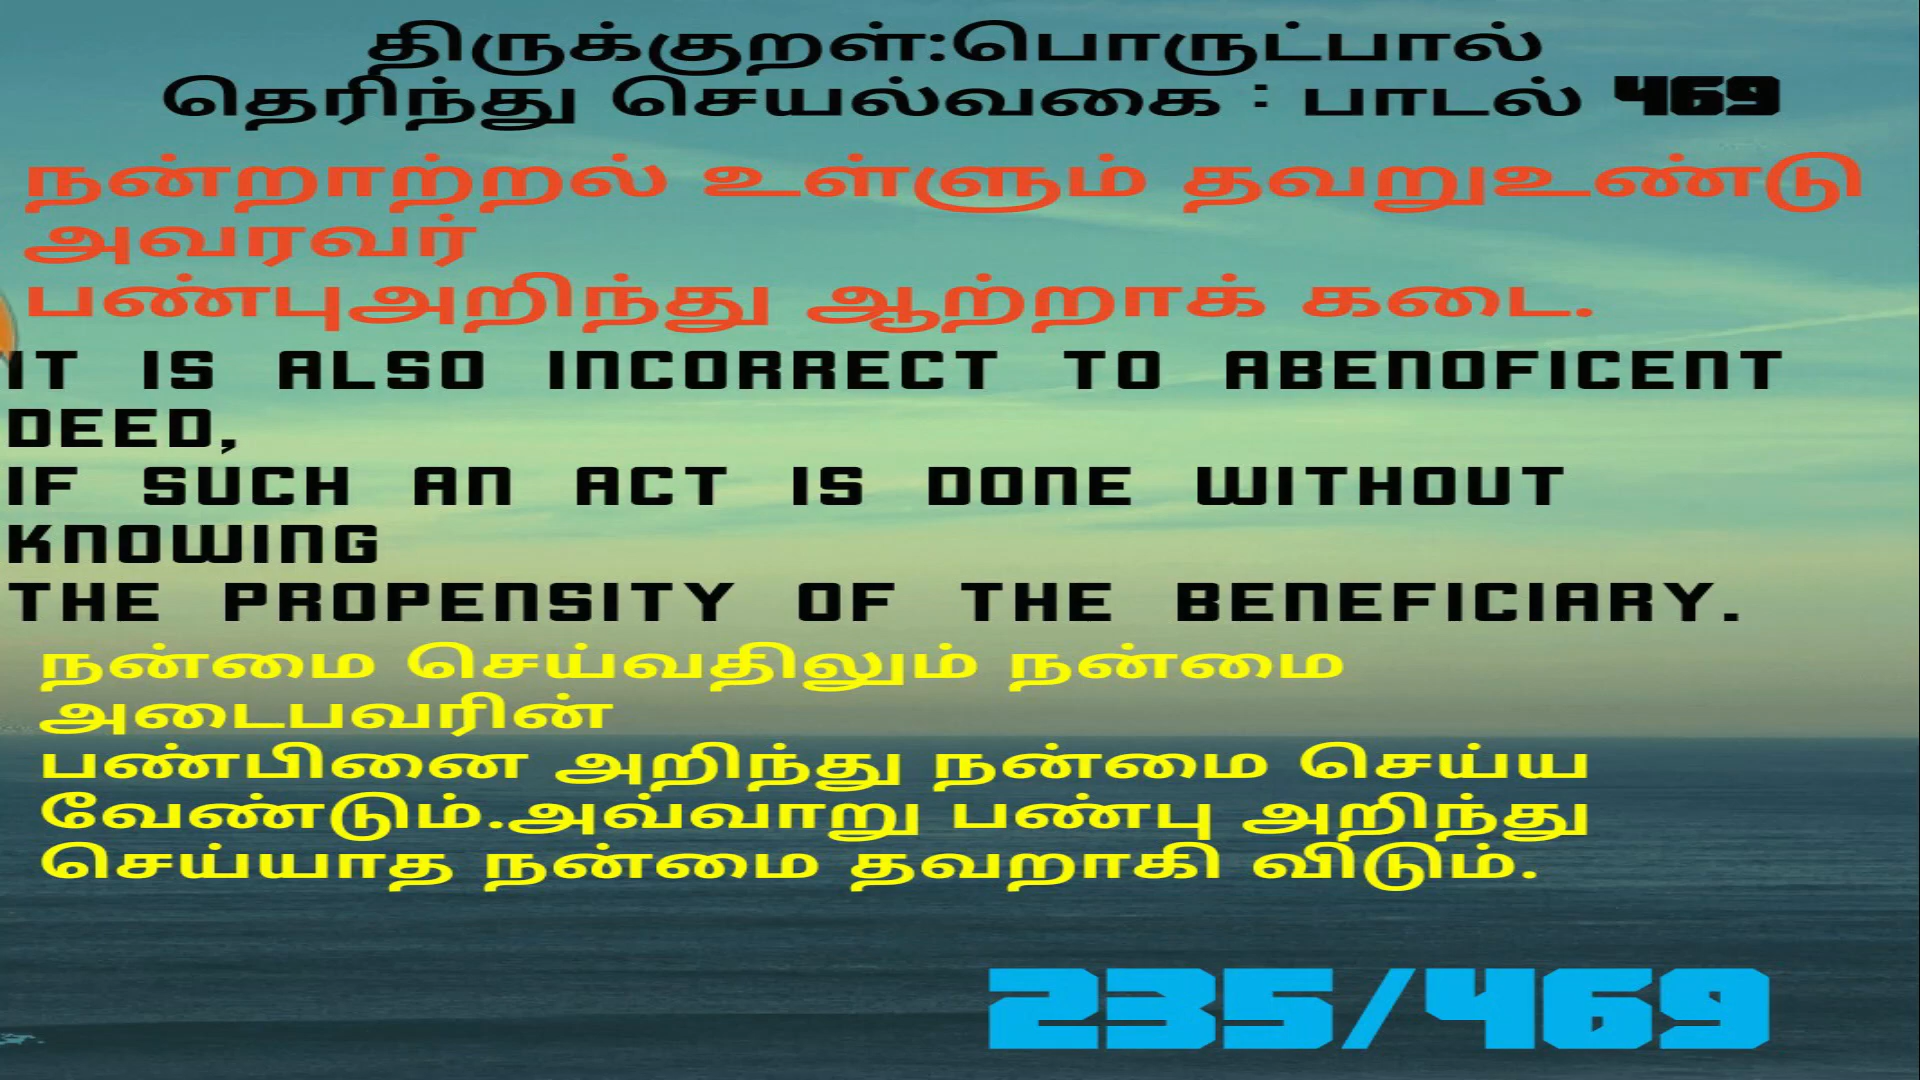 திருக்குறள்:பொருட்பால்
தெரிந்து செயல்வகை : பாடல் 469
நன்றாற்றல் உள்ளும் தவறுஉண்டு
அவரவர்
பண்புஅறிந்து ஆற்றாக் கடை.
IT IS ALSO INCORRECT TO ABENOFICENT
DEED,
IF SUCH AN ACT IS DONE WITHOUT
KNOWING
THE PROPENSITY OF THE BENEFICIARY.
நன்மை செய்வதிலும் நன்மை
அடைபவரின்
பண்பினை அறிந்து நன்மை செய்ய
வேண்டும்.அவ்வாறு பண்பு அறிந்து
செய்யாத நன்மை தவறாகி விடும்.
235/469